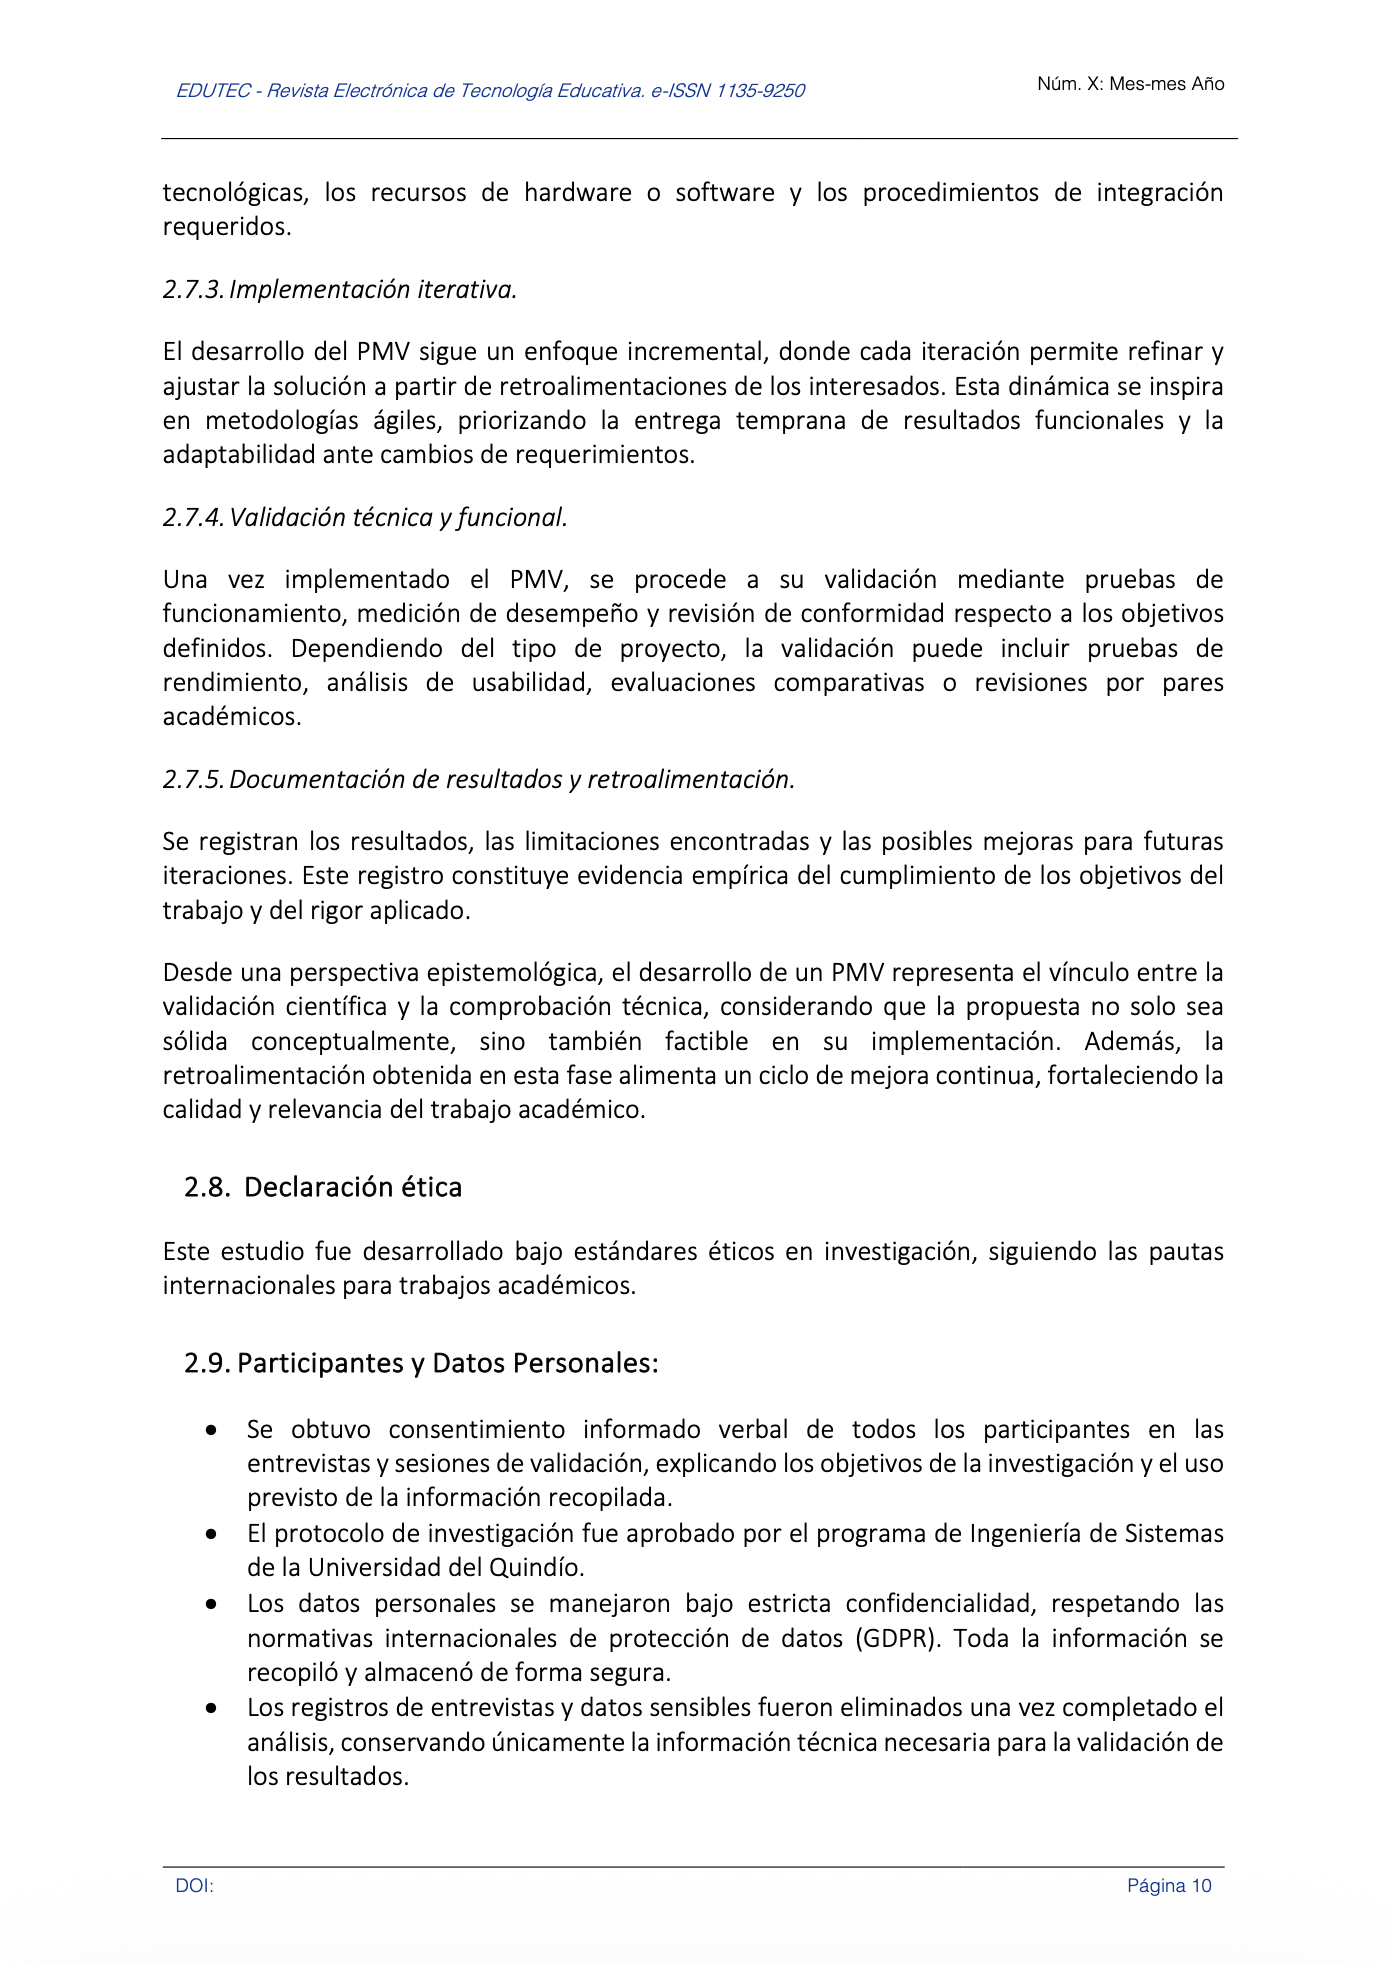 EDUTEC - Revista Electrónica de Tecnología Educativa. e-ISSN 1135-9250
Núm. X: Mes-mes Año
tecnológicas, los recursos de hardware o software y los procedimientos de integración
requeridos.
2.7.3. Implementación iterativa.
El desarrollo del PMV sigue un enfoque incremental, donde cada iteración permite refinar y
ajustar la solución a partir de retroalimentaciones de los interesados. Esta dinámica se inspira
en metodologías ágiles, priorizando la entrega temprana de resultados funcionales y la
adaptabilidad ante cambios de requerimientos.
2.7.4. Validación técnica y funcional.
Una vez implementado el PMV, se procede a su validación mediante pruebas de
funcionamiento, medición de desempeño y revisión de conformidad respecto a los objetivos
definidos. Dependiendo del tipo de proyecto, la validación puede incluir pruebas de
rendimiento, análisis de usabilidad, evaluaciones comparativas o revisiones por pares
académicos.
2.7.5. Documentación de resultados y retroalimentación.
Se registran los resultados, las limitaciones encontradas y las posibles mejoras para futuras
iteraciones. Este registro constituye evidencia empírica del cumplimiento de los objetivos del
trabajo y del rigor aplicado.
Desde una perspectiva epistemológica, el desarrollo de un PMV representa el vínculo entre la
validación científica y la comprobación técnica, considerando que la propuesta no solo sea
sólida conceptualmente, sino también factible en su implementación. Además, la
retroalimentación obtenida en esta fase alimenta un ciclo de mejora continua, fortaleciendo la
calidad y relevancia del trabajo académico.
2.8. Declaración ética
Este estudio fue desarrollado bajo estándares éticos en investigación, siguiendo las pautas
internacionales para trabajos académicos.
2.9. Participantes y Datos Personales:
• Se obtuvo consentimiento informado verbal de todos los participantes en las
entrevistas y sesiones de validación, explicando los objetivos de la investigación y el uso
previsto de la información recopilada.
• El protocolo de investigación fue aprobado por el programa de Ingeniería de Sistemas
de la Universidad del Quindío.
• Los datos personales se manejaron bajo estricta confidencialidad, respetando las
normativas internacionales de protección de datos (GDPR). Toda la información se
recopiló y almacenó de forma segura.
• Los registros de entrevistas y datos sensibles fueron eliminados una vez completado el
análisis, conservando únicamente la información técnica necesaria para la validación de
los resultados.
DOI:
Página 10